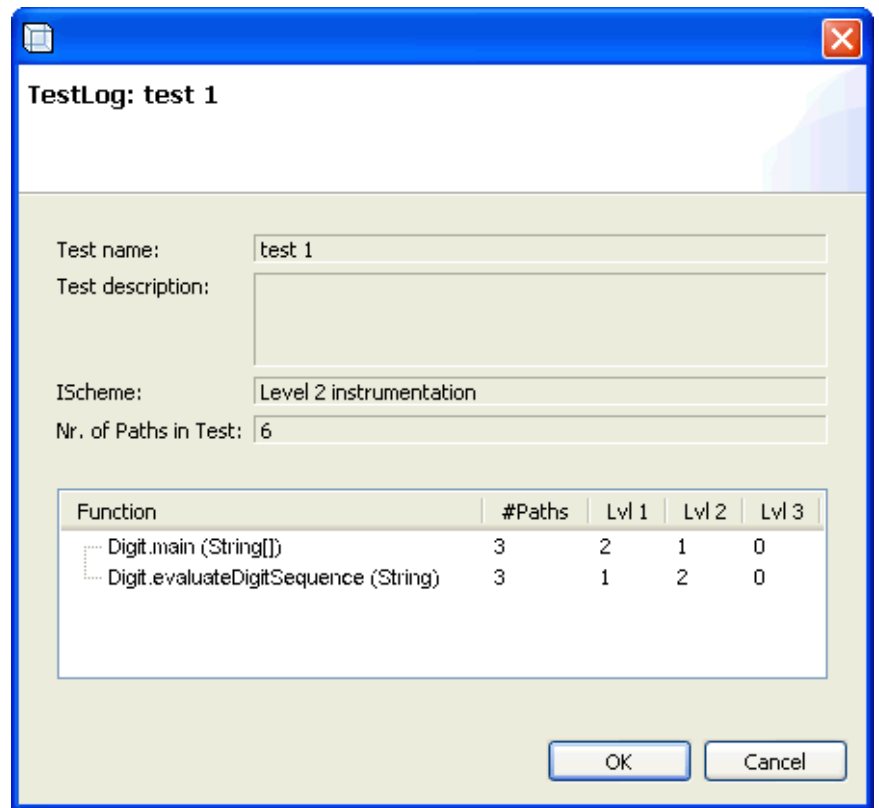 TestLog: test 1
Test name: test 1
Test description:
IScheme: Level 2 instrumentation
Nr. of Paths in Test: 6
Function #Paths Lvl 1 Lvl 2 Lvl 3
Digit.main (String[]) 3 2 1 0
Digit.evaluateDigitSequence (String) 3 1 2 0
OK Cancel